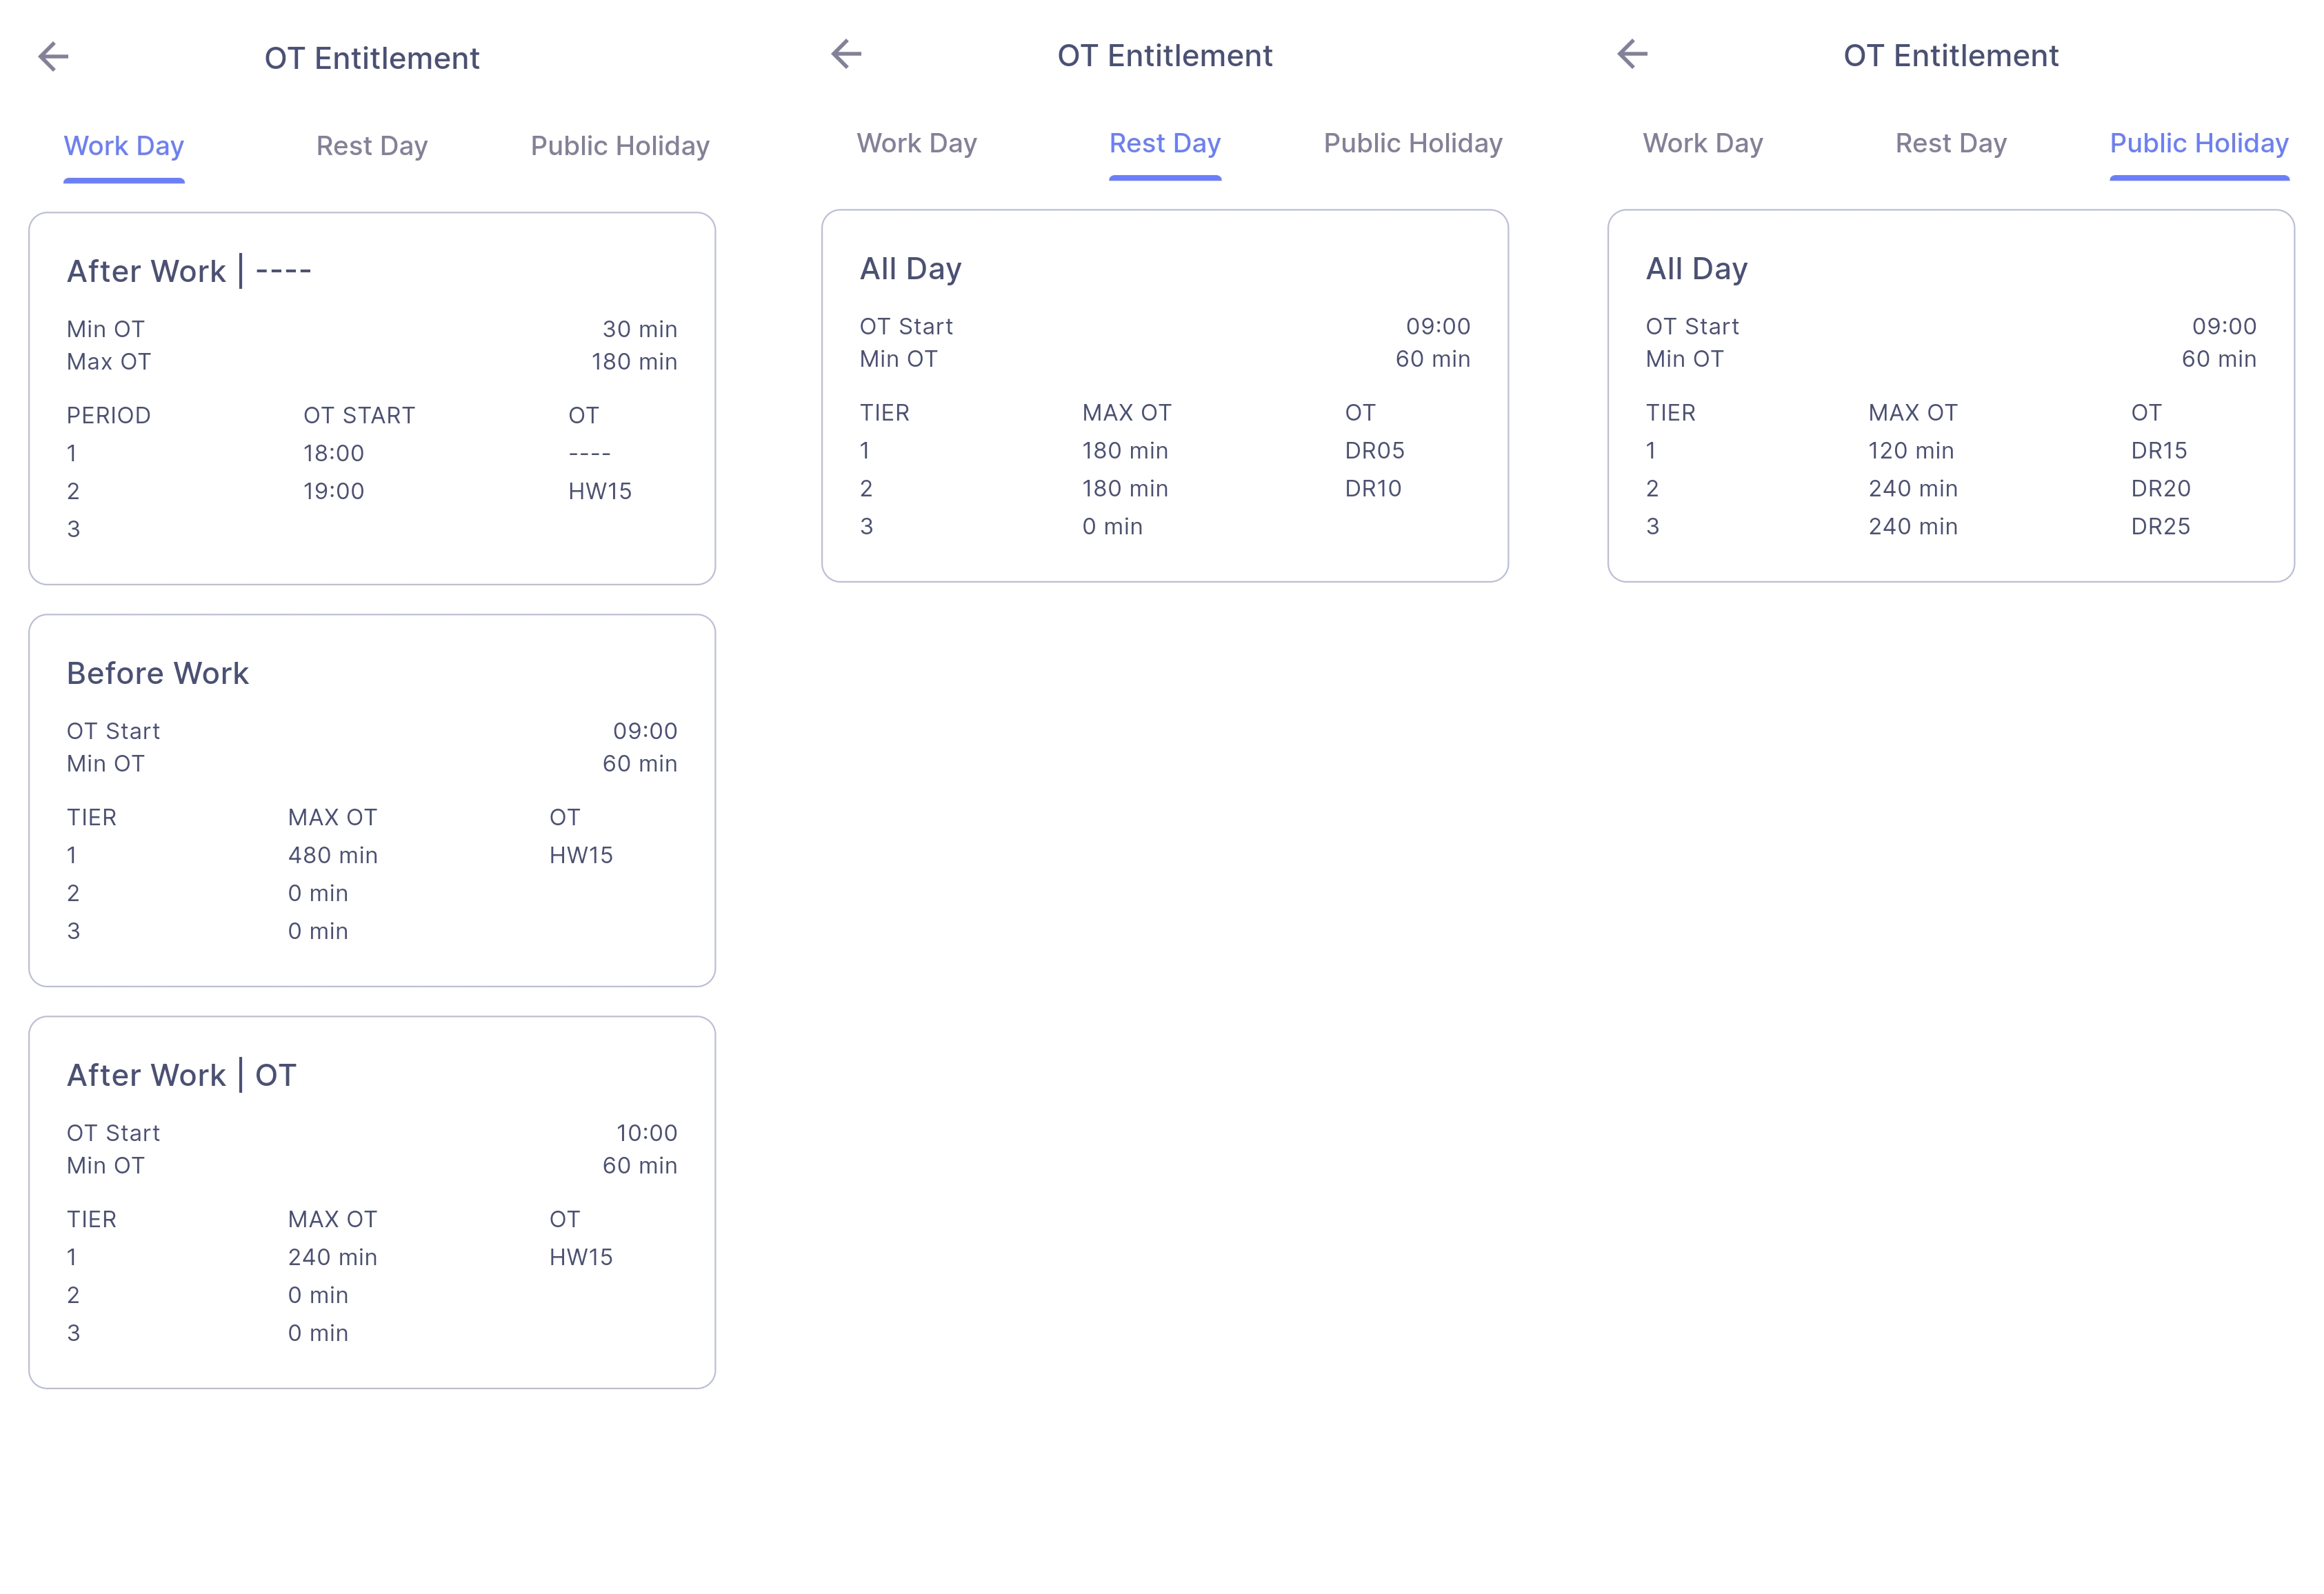 OT Entitlement
Work Day Rest Day Public Holiday
After Work | ----
Min OT 30 min
Max OT 180 min
PERIOD OT START OT
1 18:00 ----
2 19:00 HW15
3
Before Work
OT Start 09:00
Min OT 60 min
TIER MAX OT OT
1 480 min HW15
2 0 min
3 0 min
After Work | OT
OT Start 10:00
Min OT 60 min
TIER MAX OT OT
1 240 min HW15
2 0 min
3 0 min
OT Entitlement
Work Day Rest Day Public Holiday
All Day
OT Start 09:00
Min OT 60 min
TIER MAX OT OT
1 180 min DR05
2 180 min DR10
3 0 min
OT Entitlement
Work Day Rest Day Public Holiday
All Day
OT Start 09:00
Min OT 60 min
TIER MAX OT OT
1 120 min DR15
2 240 min DR20
3 240 min DR25